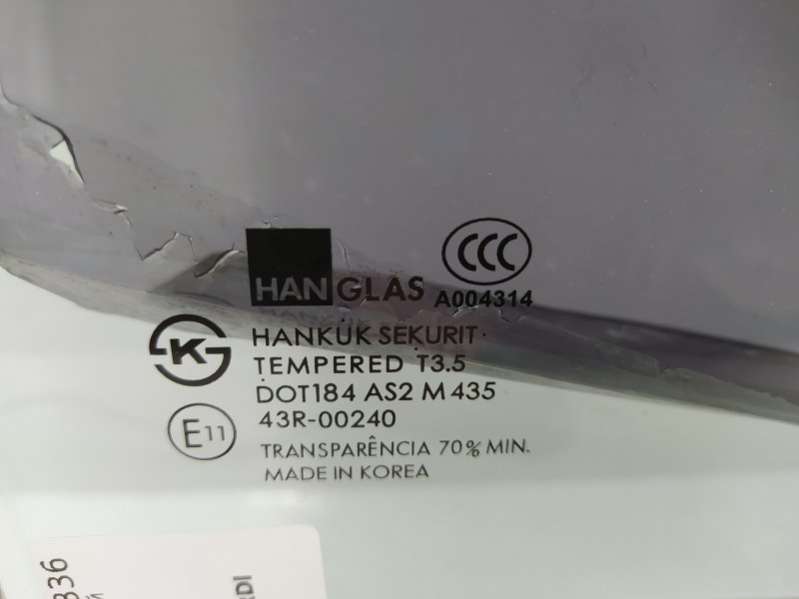 HANGLAS
CCC
A004314
K
HANKUK SEKURIT
TEMPERED T3.5
DOT184 AS2 M435
E11
43R-00240
TRANSPARÊNCIA 70% MIN.
MADE IN KOREA